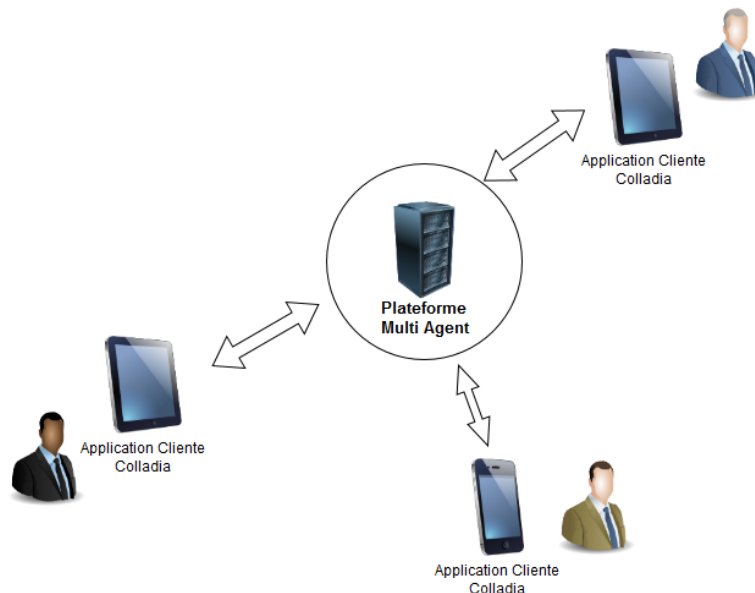 Application Cliente
Colladia
Plateforme
Multi Agent
Application Cliente
Colladia
Application Cliente
Colladia